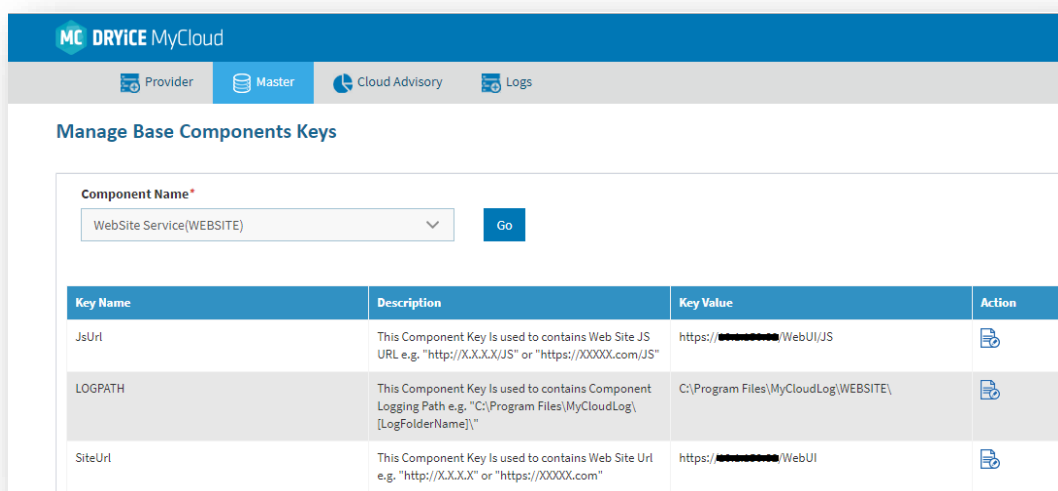 MC DRYiCE MyCloud
Provider Master Cloud Advisory Logs
Manage Base Components Keys
Component Name*
WebSite Service(WEBSITE)
Go
Key Name Description Key Value Action
JsUrl This Component Key Is used to contains Web Site JS https:// /WebUI/JS
URL e.g. "http://X.X.X.X/JS" or "https://XXXXX.com/JS"
LOGPATH This Component Key Is used to contains Component C:\Program Files\MyCloudLog\WEBSITE\
Logging Path e.g. "C:\Program Files\MyCloudLog\
[LogFolderName]\"
SiteUrl This Component Key Is used to contains Web Site Url https:/ /WebUI
e.g. "http://X.X.X.X" or "https://XXXXX.com"